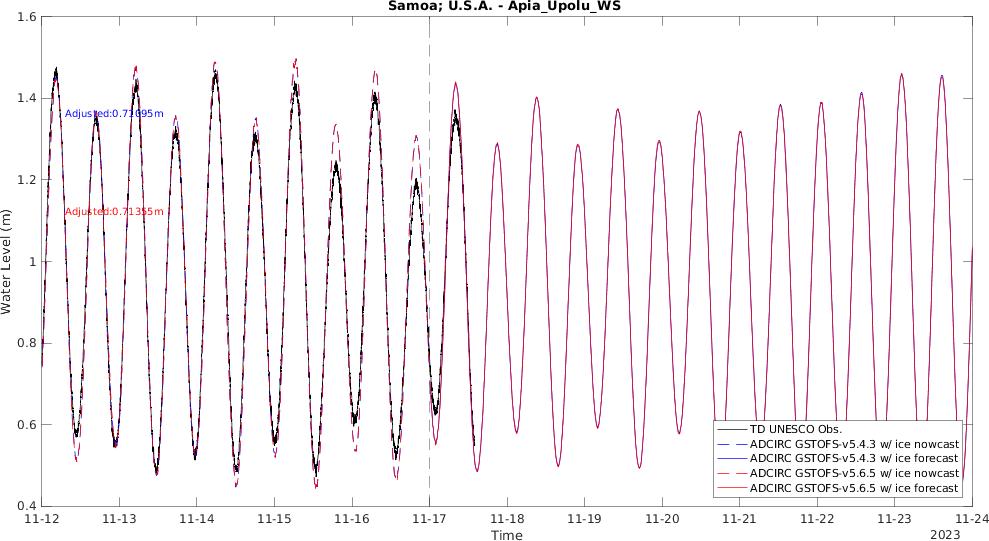 Samoa; U.S.A. - Apia_Upolu_WS
1.6
1.4
1.2
1
0.8
0.6
0.4
Water Level (m)
Adjusted:0.72095m
Adjusted:0.71355m
TD UNESCO Obs.
ADCIRC GSTOFS-v5.4.3 w/ ice nowcast
ADCIRC GSTOFS-v5.4.3 w/ ice forecast
ADCIRC GSTOFS-v5.6.5 w/ ice nowcast
ADCIRC GSTOFS-v5.6.5 w/ ice forecast
11-12 11-13 11-14 11-15 11-16 11-17 11-18 11-19 11-20 11-21 11-22 11-23 11-24
Time
2023